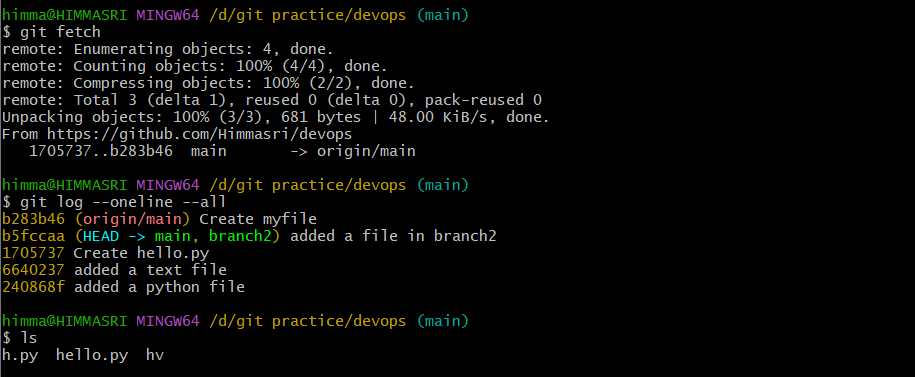 himma@HIMMASRI MINGW64 /d/git practice/devops (main)
$ git fetch
remote: Enumerating objects: 4, done.
remote: Counting objects: 100% (4/4), done.
remote: Compressing objects: 100% (2/2), done.
remote: Total 3 (delta 1), reused 0 (delta 0), pack-reused 0
Unpacking objects: 100% (3/3), 681 bytes | 48.00 KiB/s, done.
From https://github.com/Himmasri/devops
   1705737..b283b46  main       -> origin/main
himma@HIMMASRI MINGW64 /d/git practice/devops (main)
$ git log --oneline --all
b283b46 (origin/main) Create myfile
b5fccaa (HEAD -> main, branch2) added a file in branch2
1705737 Create hello.py
6640237 added a text file
240868f added a python file
himma@HIMMASRI MINGW64 /d/git practice/devops (main)
$ ls
h.py  hello.py  hv